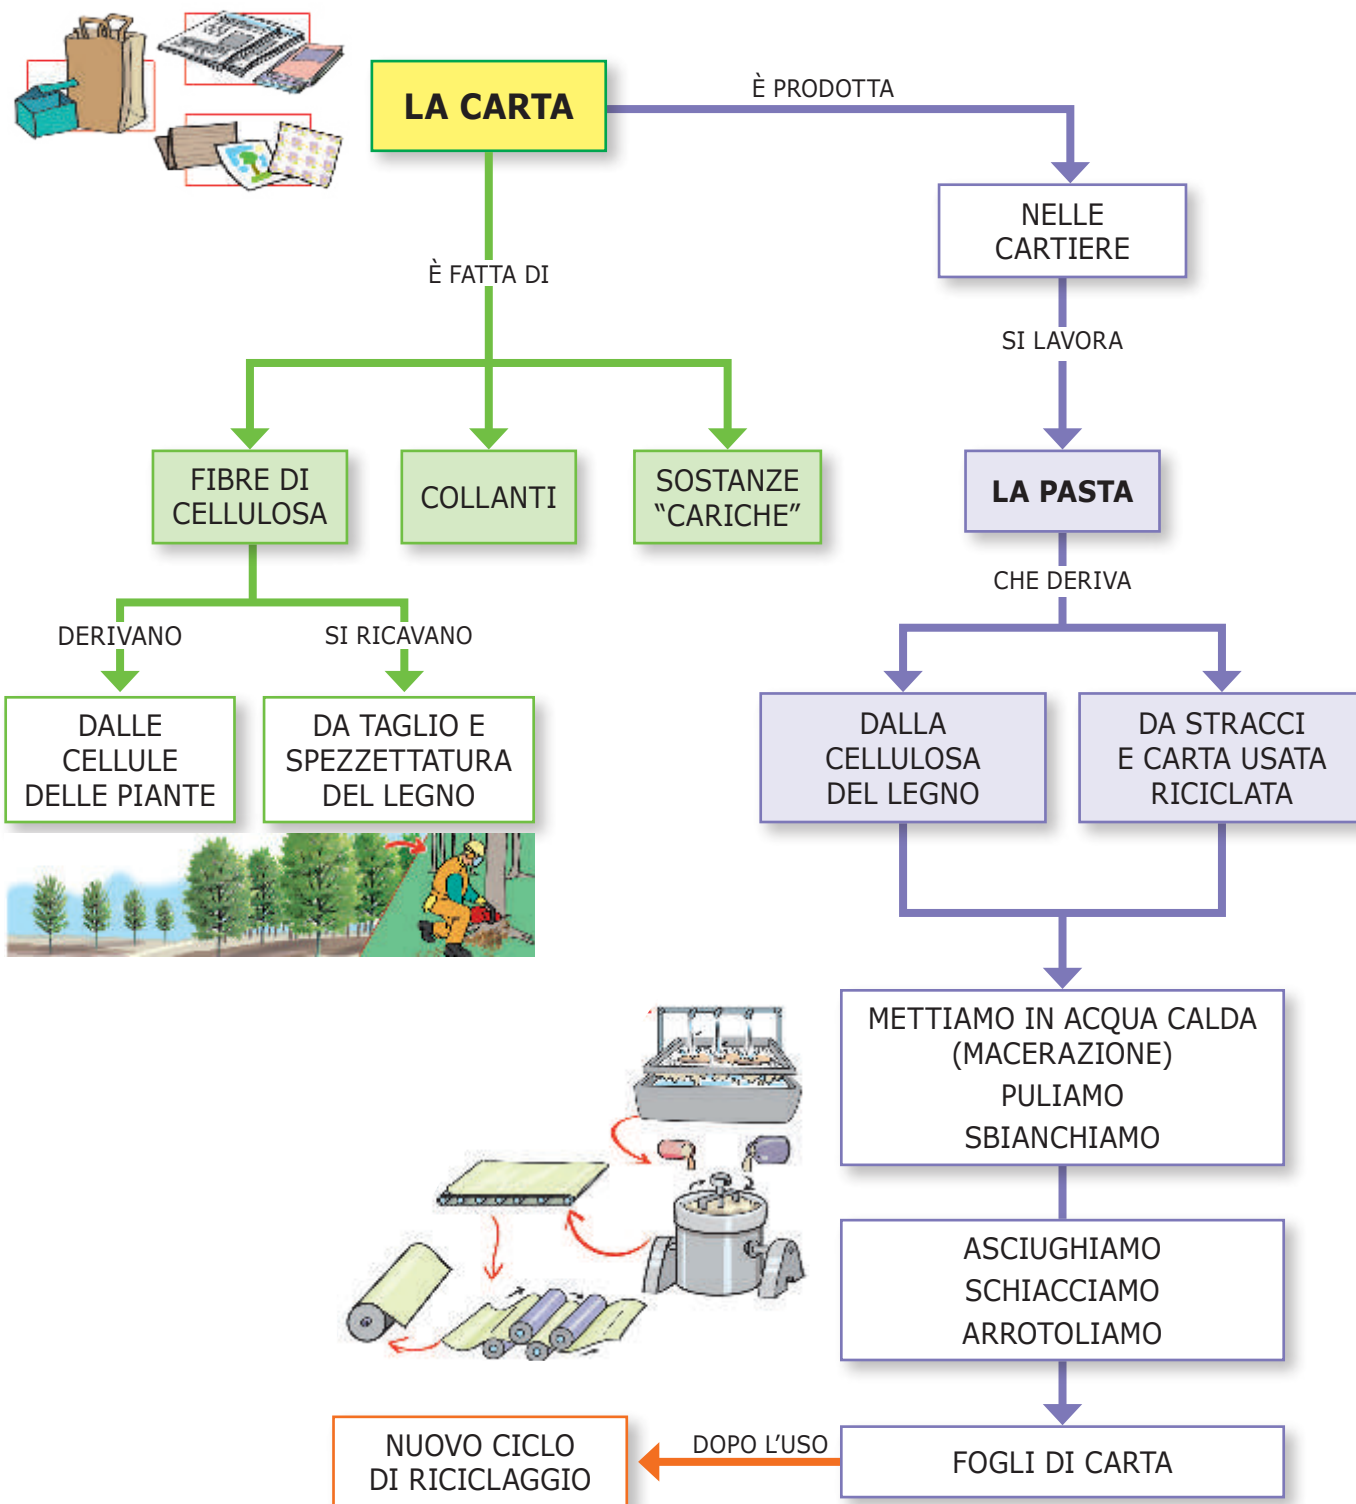 LA CARTA
È PRODOTTA
NELLE
CARTIERE
È FATTA DI
SI LAVORA
FIBRE DI
CELLULOSA
COLLANTI
SOSTANZE
“CARICHE”
LA PASTA
CHE DERIVA
DERIVANO
SI RICAVANO
DALLE
CELLULE
DELLE PIANTE
DA TAGLIO E
SPEZZETTATURA
DEL LEGNO
DALLA
CELLULOSA
DEL LEGNO
DA STRACCI
E CARTA USATA
RICICLATA
METTIAMO IN ACQUA CALDA
(MACERAZIONE)
PULIAMO
SBIANCHIAMO
ASCIUGHIAMO
SCHIACCIAMO
ARROTOLIAMO
FOGLI DI CARTA
DOPO L’USO
NUOVO CICLO
DI RICICLAGGIO